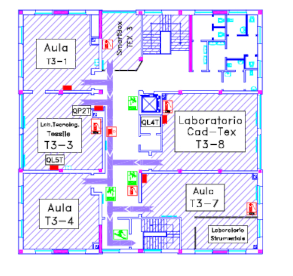 Aula
T3-1
SmartBox
TEX 3
QP2T
Lab.Tecnolog.
Tessile
T3-3
QL5T
QL4T
Laboratorio
Cad-Tex
T3-8
Aula
T3-4
Aula
T3-7
Laboratorio
Strumentale